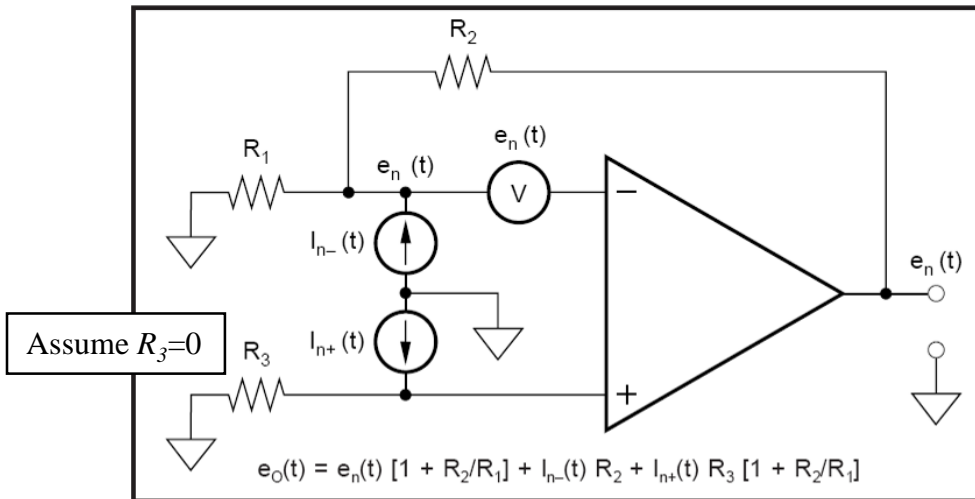 R2
en (t)
R1
en (t)
V
−
In– (t)
en (t)
Assume R3=0
In+ (t)
R3
+
eO(t) = en(t) [1 + R2/R1] + In–(t) R2 + In+(t) R3 [1 + R2/R1]